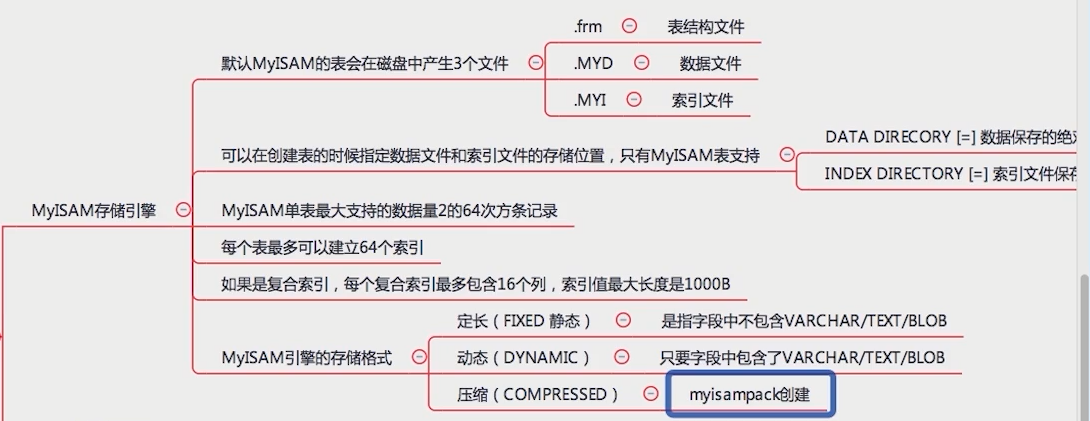 .frm 表结构文件
默认MyISAM的表会在磁盘中产生3个文件
.MYD 数据文件
.MYI 索引文件
DATA DIRECORY [=] 数据保存的绝
可以在创建表的时候指定数据文件和索引文件的存储位置，只有MyISAM表支持
INDEX DIRECTORY [=] 索引文件保存
MyISAM存储引擎
MyISAM单表最大支持的数据量2的64次方条记录
每个表最多可以建立64个索引
如果是复合索引，每个复合索引最多包含16个列，索引值最大长度是1000B
定长（FIXED 静态） 是指字段中不包含VARCHAR/TEXT/BLOB
MyISAM引擎的存储格式
动态（DYNAMIC） 只要字段中包含了VARCHAR/TEXT/BLOB
压缩（COMPRESSED） myisampack创建